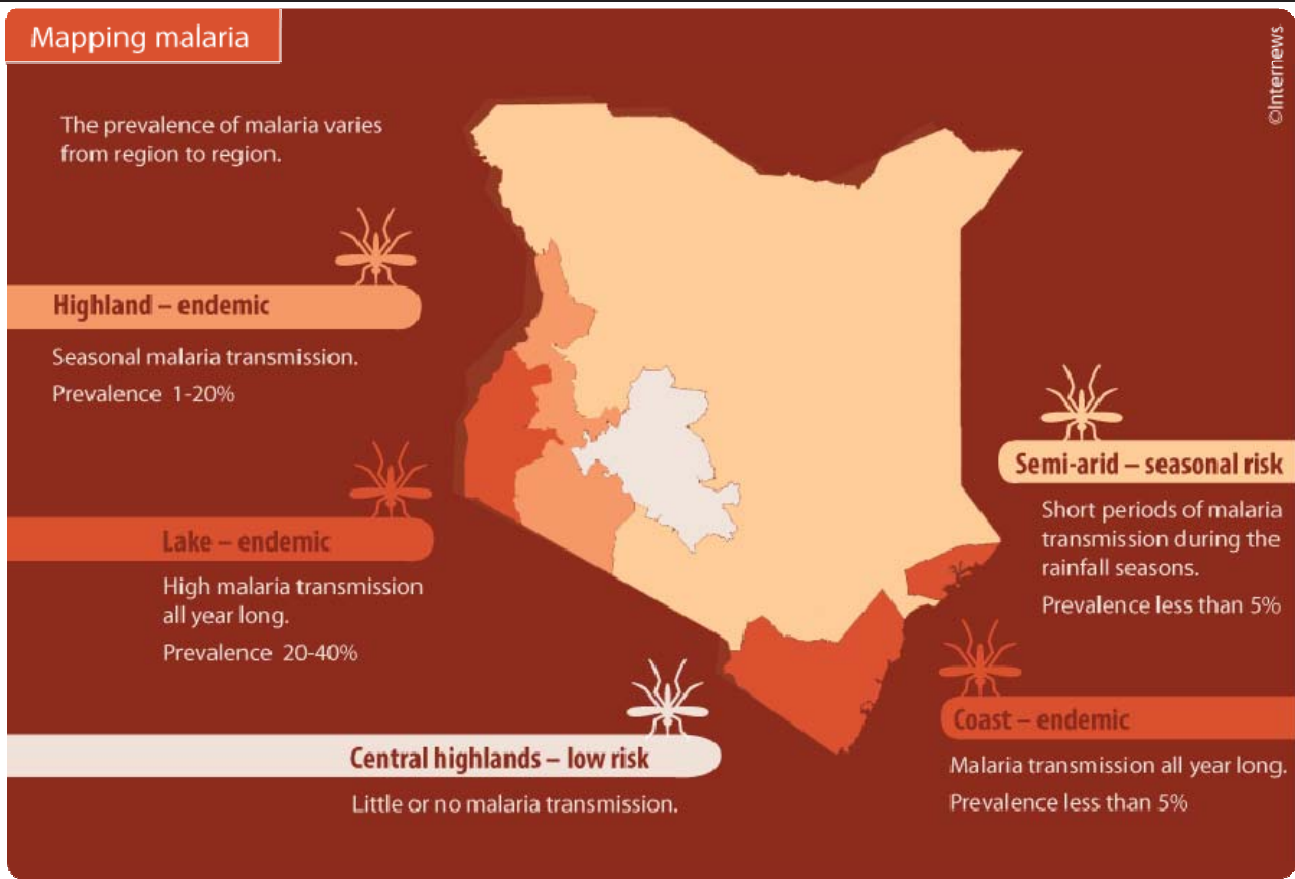 Mapping malaria
©Internews
The prevalence of malaria varies
from region to region.
Highland – endemic
Seasonal malaria transmission.
Prevalence 1-20%
Lake – endemic
High malaria transmission
all year long.
Prevalence 20-40%
Central highlands – low risk
Little or no malaria transmission.
Semi-arid – seasonal risk
Short periods of malaria
transmission during the
rainfall seasons.
Prevalence less than 5%
Coast – endemic
Malaria transmission all year long.
Prevalence less than 5%